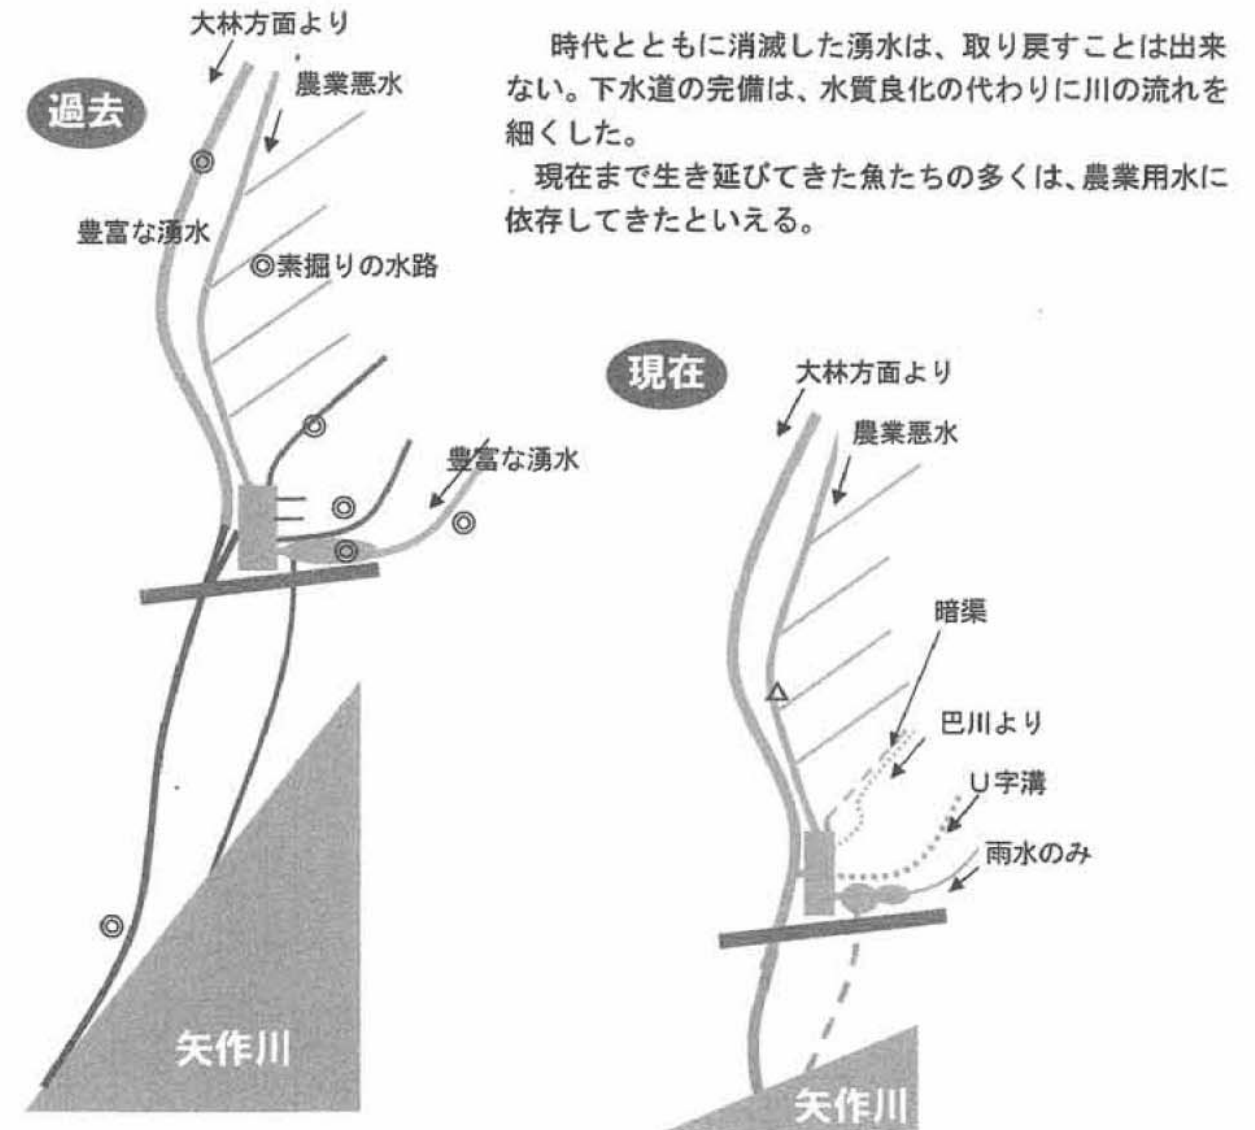 時代とともに消滅した湧水は、取り戻すことは出来
ない。下水道の完備は、水質良化の代わりに川の流れを
細くした。
現在まで生き延びてきた魚たちの多くは、農業用水に
依存してきたといえる。
過去
大林方面より
農業悪水
豊富な湧水
◎素掘りの水路
豊富な湧水
矢作川
現在
大林方面より
農業悪水
暗渠
巴川より
U字溝
雨水のみ
矢作川